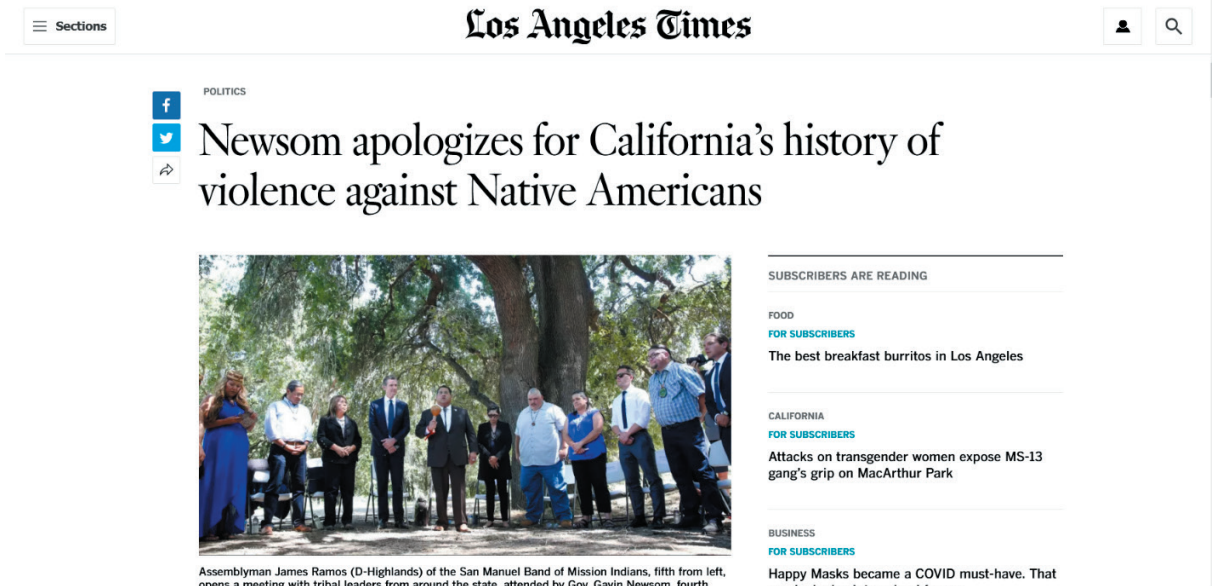 Sections
Los Angeles Times
POLITICS
Newsom apologizes for California's history of
violence against Native Americans
Assemblyman James Ramos (D-Highlands) of the San Manuel Band of Mission Indians, fifth from left,
opens a meeting with tribal leaders from around the state, attended by Gov. Gavin Newsom, fourth
SUBSCRIBERS ARE READING
FOOD
FOR SUBSCRIBERS
The best breakfast burritos in Los Angeles
CALIFORNIA
FOR SUBSCRIBERS
Attacks on transgender women expose MS-13
gang's grip on MacArthur Park
BUSINESS
FOR SUBSCRIBERS
Happy Masks became a COVID must-have. That